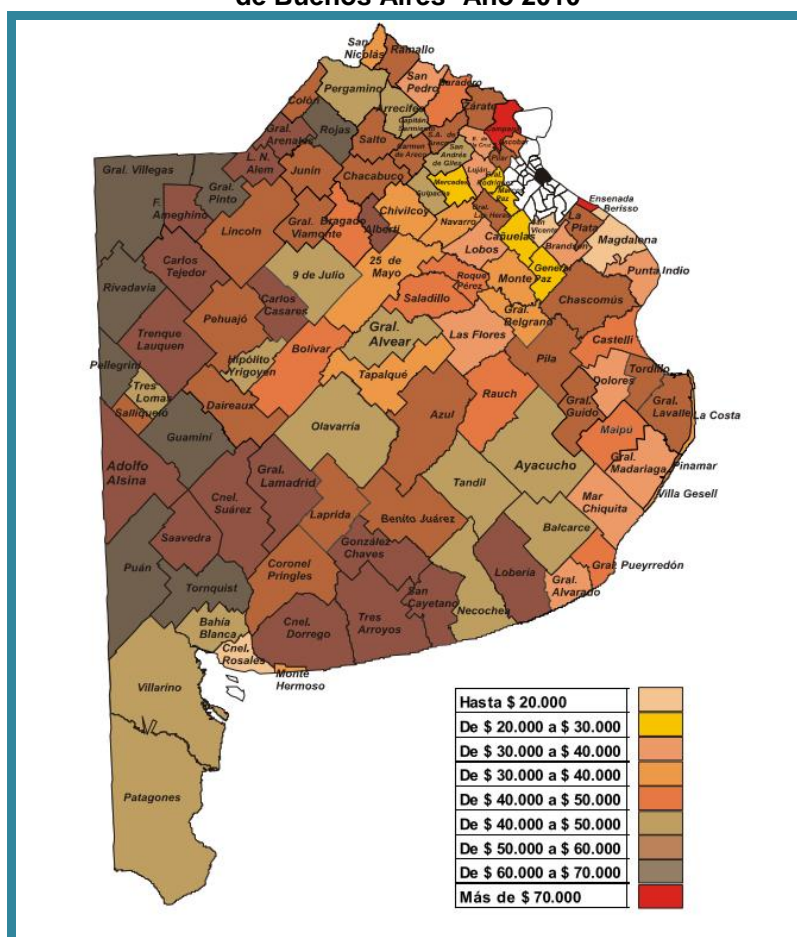 de Buenos Aires- Año 2010
San
Nicolás
Ramallo
San
Pedro
Baradero
Pergamino
Colón
Arrecifes
Zárate
Campana
Capitán
Sarmiento
Rojas
Gral.
Arenales
Salto
S.A. de
Areco
Carmen
de Areco
Escobar
Pilar
L. N.
Alem
Junín
San
Andrés
de Giles
Luján
Gral. Villegas
Gral.
Pinto
Chacabuco
Mercedes
Gral.
Rodríguez
Marcos
Paz
Suipacha
Ensenada
Berisso
F.
Ameghino
Chivilcoy
Navarro
Gral.
Las Heras
San
Vicente
La
Plata
Lincoln
Gral.
Viamonte
Bragado
Alberti
Cañuelas
Brandsen
Magdalena
Lobos
Carlos
Tejedor
9 de Julio
25 de
Mayo
Roque
Pérez
Monte
General
Paz
Punta Indio
Rivadavia
Carlos
Casares
Saladillo
Chascomús
Pehuajó
Gral.
Belgrano
Trenque
Lauquen
Gral.
Alvear
Las Flores
Castelli
Bolívar
Pila
Pellegrini
Hipólito
Yrigoyen
Tordillo
Tres
Lomas
Tapalqué
Dolores
Salliqueló
Daireaux
Rauch
Gral.
Guido
Gral.
Lavalle
La Costa
Azul
Olavarría
Guaminí
Maipú
Adolfo
Alsina
Gral.
Lamadrid
Ayacucho
Gral.
Madariaga
Pinamar
Tandil
Villa Gesell
Cnel.
Suárez
Mar
Chiquita
Laprida
Benito Juárez
Balcarce
Saavedra
González
Chaves
Puán
Coronel
Pringles
Lobería
Gral. Pueyrredón
Tornquist
Gral.
Alvarado
San
Cayetano
Necochea
Bahía
Blanca
Cnel.
Dorrego
Tres
Arroyos
Cnel.
Rosales
Monte
Hermoso
Villarino
Patagones
Hasta $ 20.000
De $ 20.000 a $ 30.000
De $ 30.000 a $ 40.000
De $ 30.000 a $ 40.000
De $ 40.000 a $ 50.000
De $ 40.000 a $ 50.000
De $ 50.000 a $ 60.000
De $ 60.000 a $ 70.000
Más de $ 70.000